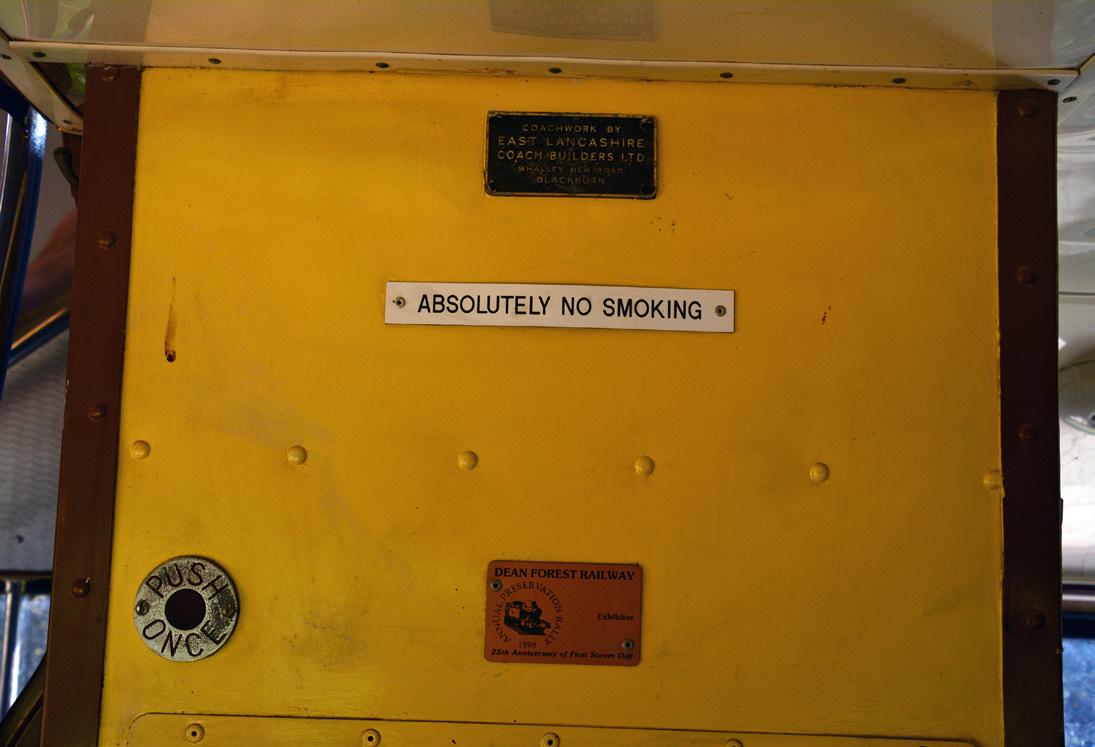 COACHWORK BY
EAST LANCASHIRE
COACH BUILDERS LTD.
WHALLEY NEW ROAD,
BLACKBURN.
ABSOLUTELY NO SMOKING
PUSH
ONCE
DEAN FOREST RAILWAY
ANNUAL PRESERVATION RALLY
Exhibitor
1996
25th Anniversary of First Steam Day